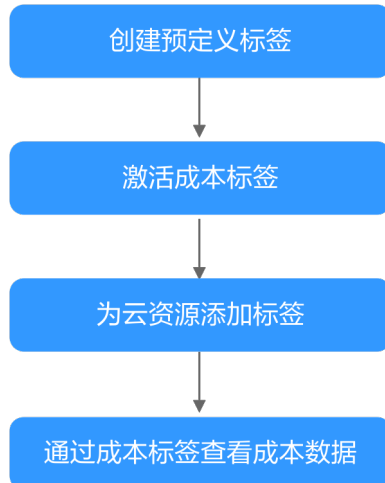 创建预定义标签
激活成本标签
为云资源添加标签
通过成本标签查看成本数据